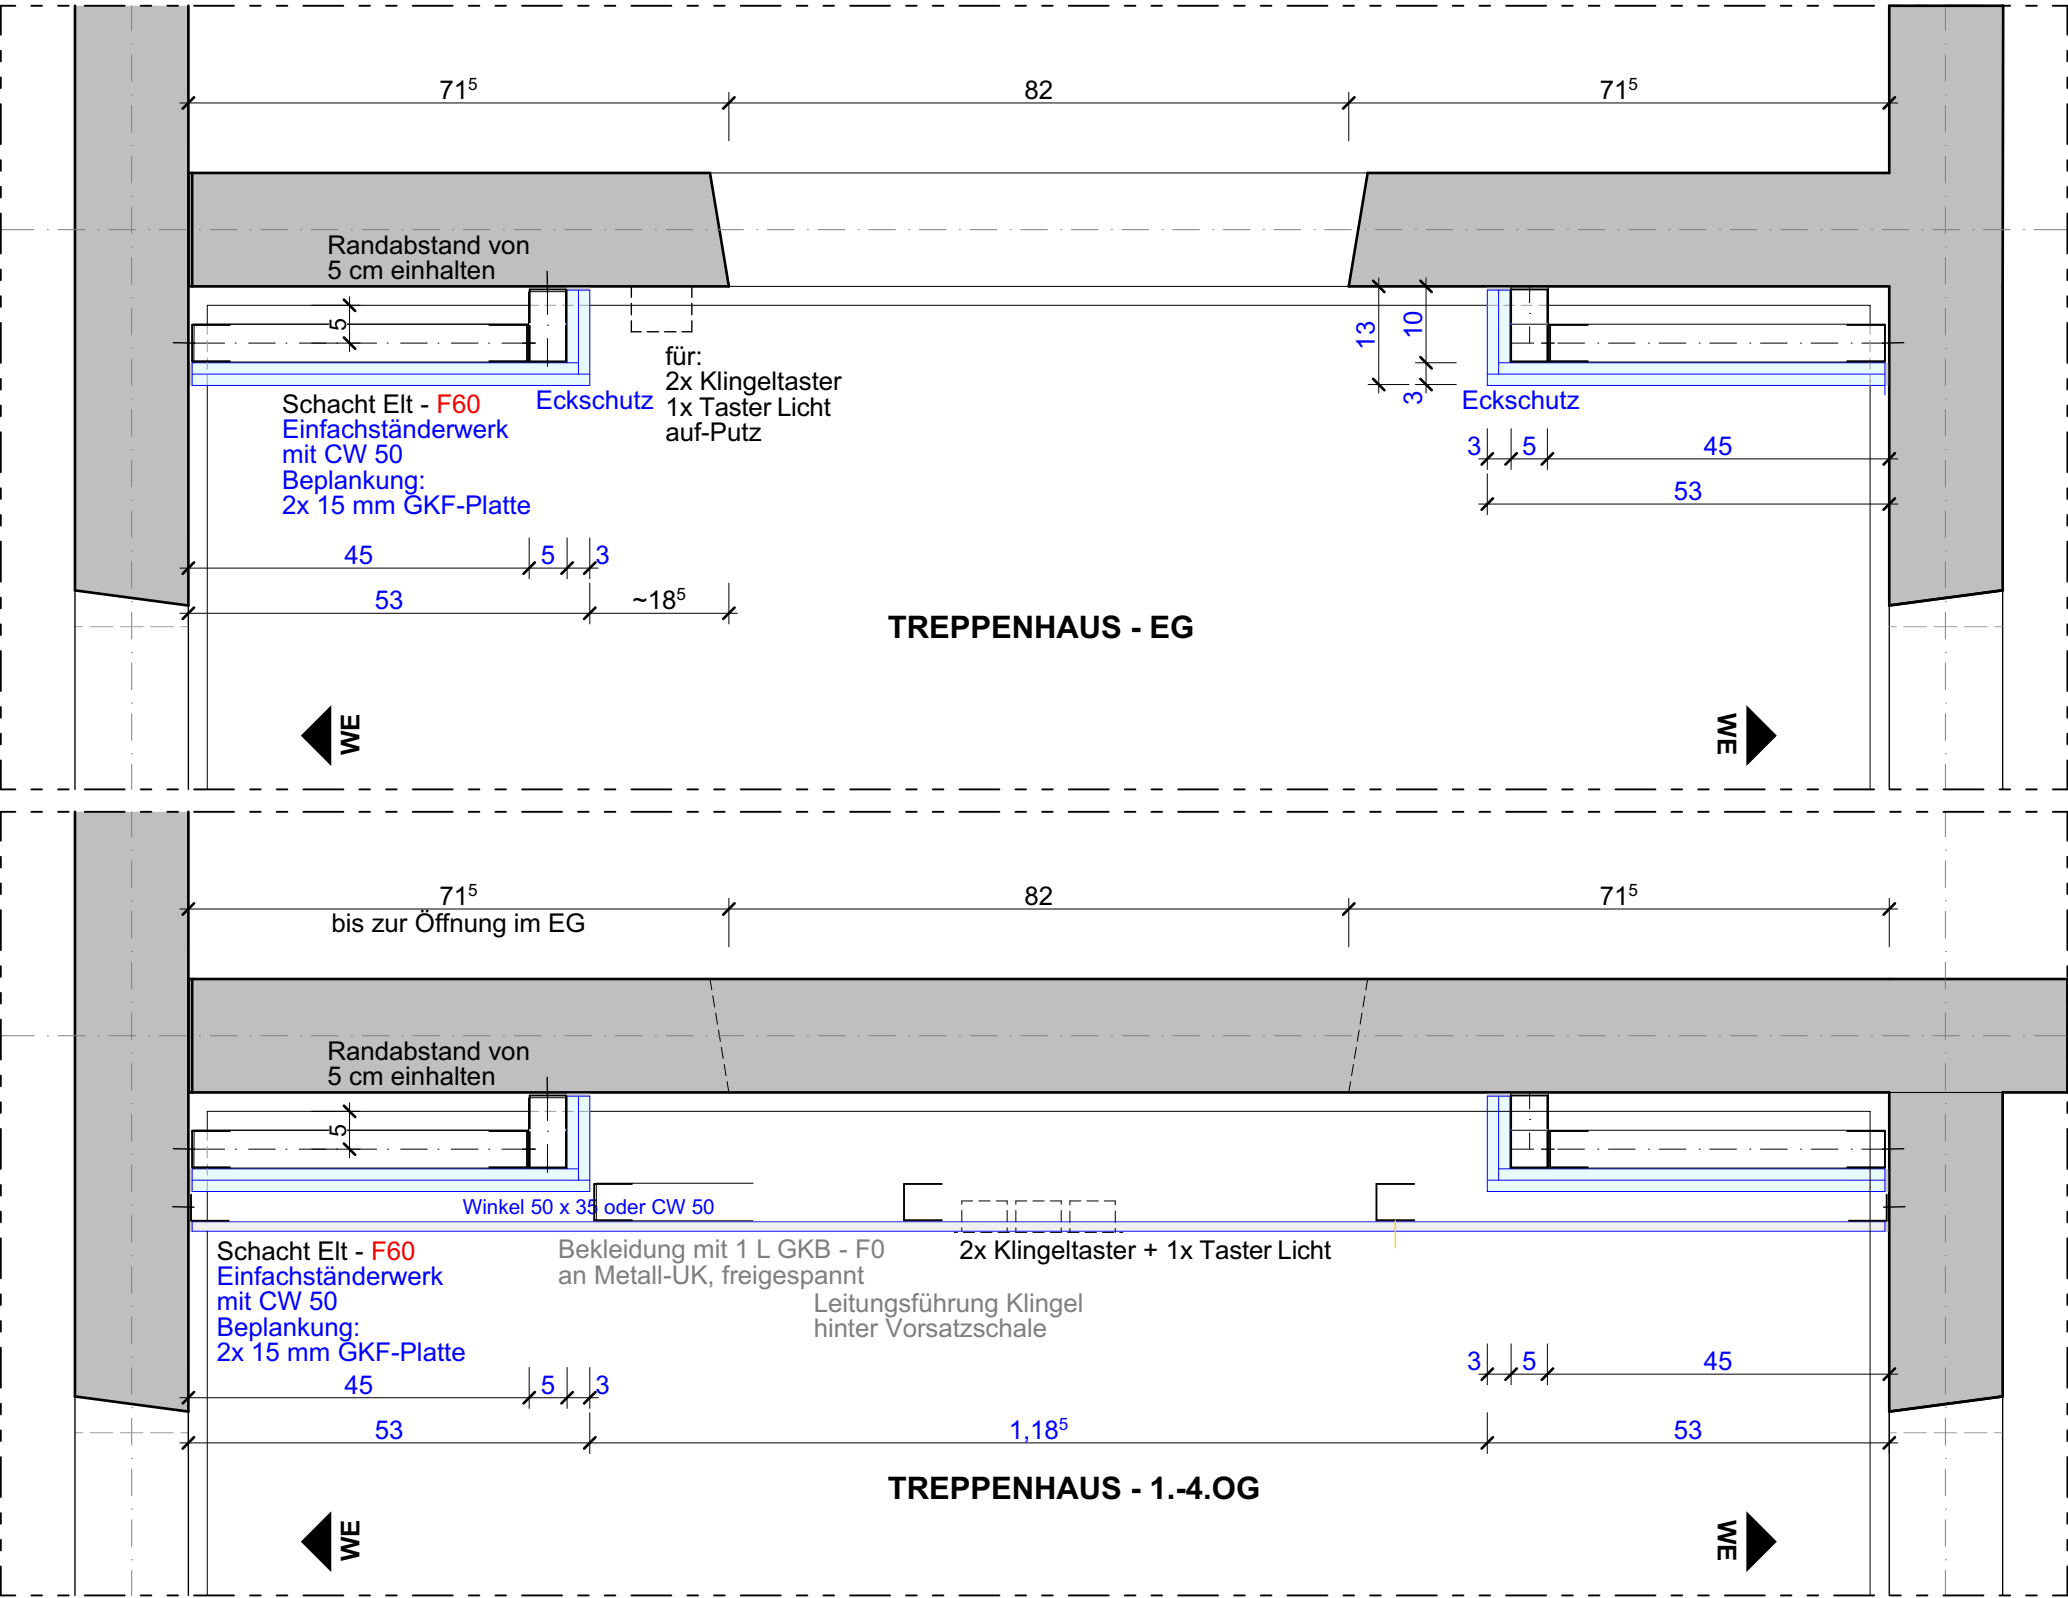 71⁵
82
71⁵
Randabstand von
5 cm einhalten
5
für:
2x Klingeltaster
1x Taster Licht
auf-Putz
13
10
3
Schacht Elt - F60
Einfachständerwerk
mit CW 50
Beplankung:
2x 15 mm GKF-Platte
Eckschutz
Eckschutz
3
5
45
53
45
5
3
53
~18⁵
TREPPENHAUS - EG
WE
WE
71⁵
bis zur Öffnung im EG
82
71⁵
Randabstand von
5 cm einhalten
5
Winkel 50 x 35 oder CW 50
Schacht Elt - F60
Einfachständerwerk
mit CW 50
Beplankung:
2x 15 mm GKF-Platte
Bekleidung mit 1 L GKB - F0
an Metall-UK, freigespannt
2x Klingeltaster + 1x Taster Licht
Leitungsführung Klingel
hinter Vorsatzschale
3
5
45
45
5
3
53
1,18⁵
53
TREPPENHAUS - 1.-4.OG
WE
WE